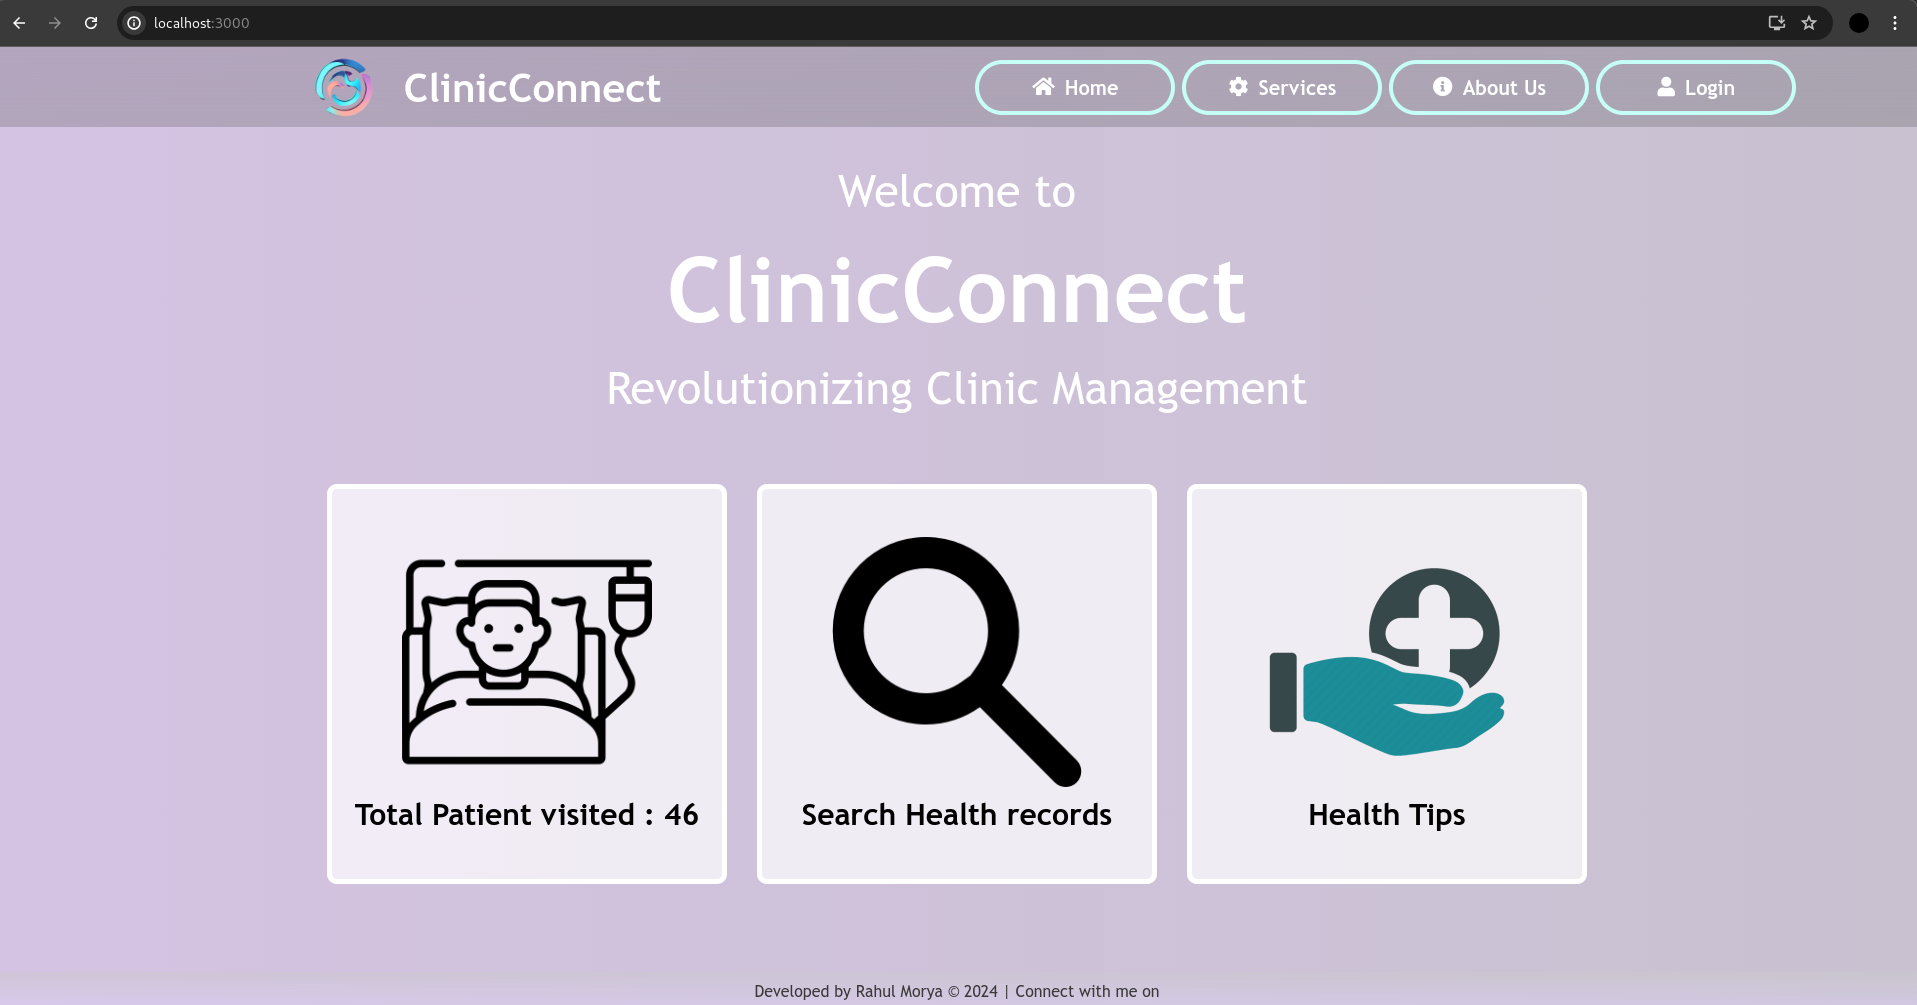 localhost:3000
ClinicConnect
Home
Services
About Us
Login
Welcome to
ClinicConnect
Revolutionizing Clinic Management
Total Patient visited : 46
Search Health records
Health Tips
Developed by Rahul Morya © 2024 | Connect with me on